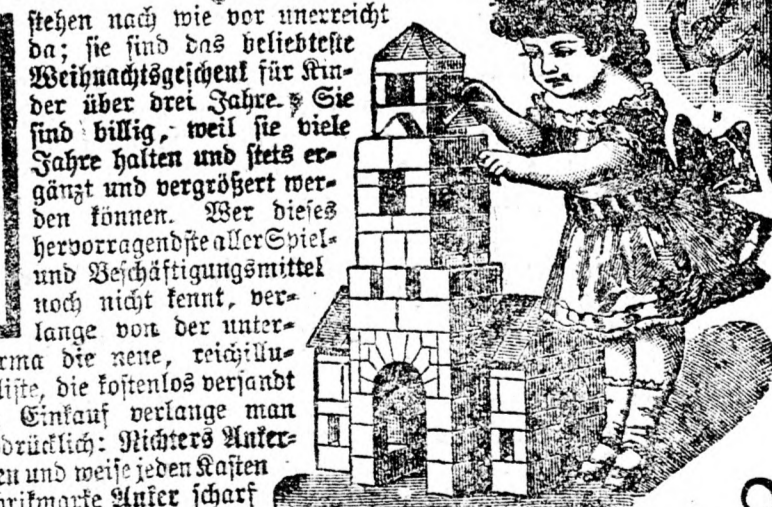 stehen nach wie vor unerreicht
da; sie sind das beliebteste
Weihnachtsgeschenk für Kin-
der über drei Jahre. Sie
sind billig, weil sie viele
Jahre halten und stets er-
gänzt und vergrößert wer-
den können. Wer dieses
hervorragendste aller Spiel-
und Beschäftigungsmittel
noch nicht kennt, ver-
lange von der unter-
rma die neue, reichillu-
liste, die kostenlos versandt
Einkauf verlange man
drücklich: Richters Anker-
en und weise jeden Kasten
brikmarke Anker scharf